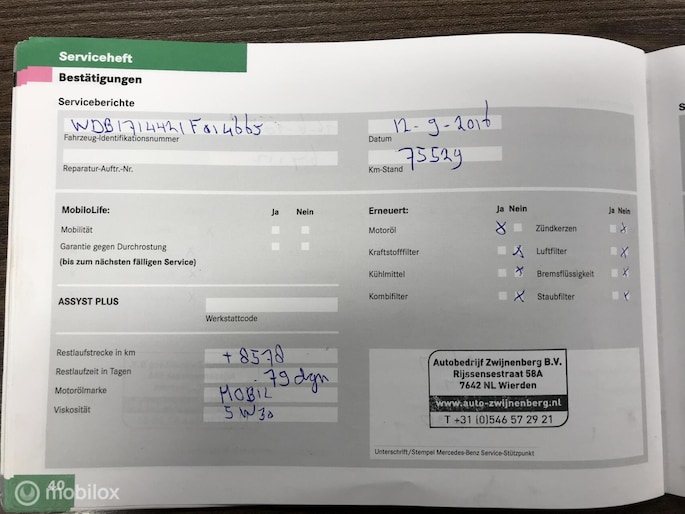 Serviceheft
Bestätigungen
Serviceberichte
WDB1714421F214665
Fahrzeug-Identifikationsnummer
12-9-2016
Datum
Reparatur-Auftr.-Nr.
75529
Km-Stand
MobiloLife: Ja Nein
Mobilität
Garantie gegen Durchrostung
(bis zum nächsten fälligen Service)
Erneuert: Ja Nein Ja Nein
Motoröl X Zündkerzen X
Kraftstofffilter X Luftfilter X
Kühlmittel X Bremsflüssigkeit X
Kombifilter X Staubfilter X
ASSYST PLUS
Werkstattcode
Restlaufstrecke in km +8578
Restlaufzeit in Tagen 79 dgn
Motorölmarke MOBIL
Viskosität 5W30
Autobedrijf Zwijnenberg B.V.
Rijssensestraat 58A
7642 NL Wierden
www.auto-zwijnenberg.nl
T +31 (0)546 57 29 21
Unterschrift/Stempel Mercedes-Benz Service-Stützpunkt
40
mobilox